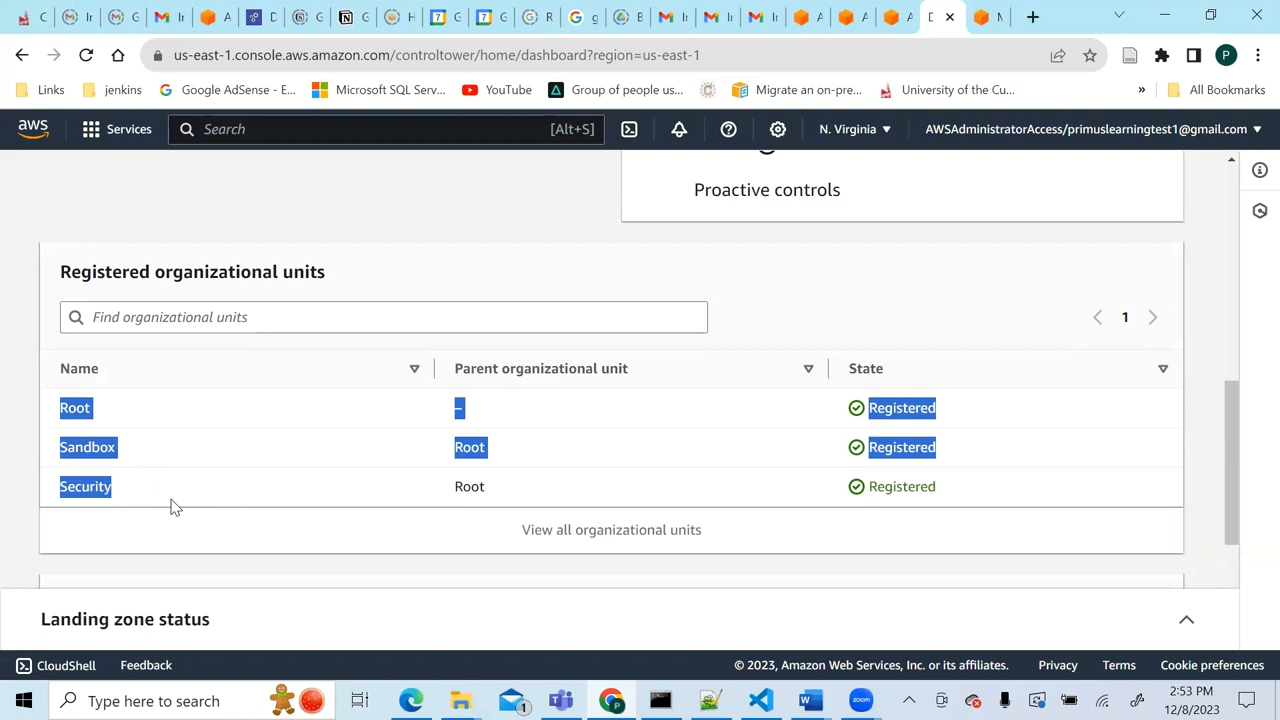 us-east-1.console.aws.amazon.com/controltower/home/dashboard?region=us-east-1
Links jenkins Google AdSense - E... Microsoft SQL Serv... YouTube Group of people us... Migrate an on-pre... University of the Cu... » All Bookmarks
aws Services Search [Alt+S] N. Virginia AWSAdministratorAccess/primuslearningtest1@gmail.com
Proactive controls
Registered organizational units
Find organizational units
1
Name Parent organizational unit State
Root – Registered
Sandbox Root Registered
Security Root Registered
View all organizational units
Landing zone status
CloudShell Feedback © 2023, Amazon Web Services, Inc. or its affiliates. Privacy Terms Cookie preferences
Type here to search
zoom
2:53 PM
12/8/2023